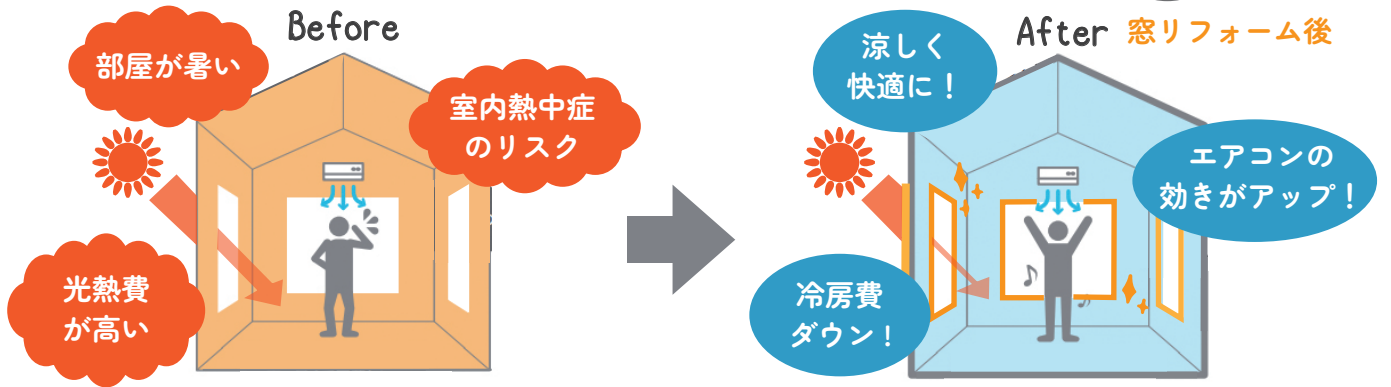 Before
部屋が暑い
室内熱中症
のリスク
光熱費
が高い
After 窓リフォーム後
涼しく
快適に！
エアコンの
効きがアップ！
冷房費
ダウン！